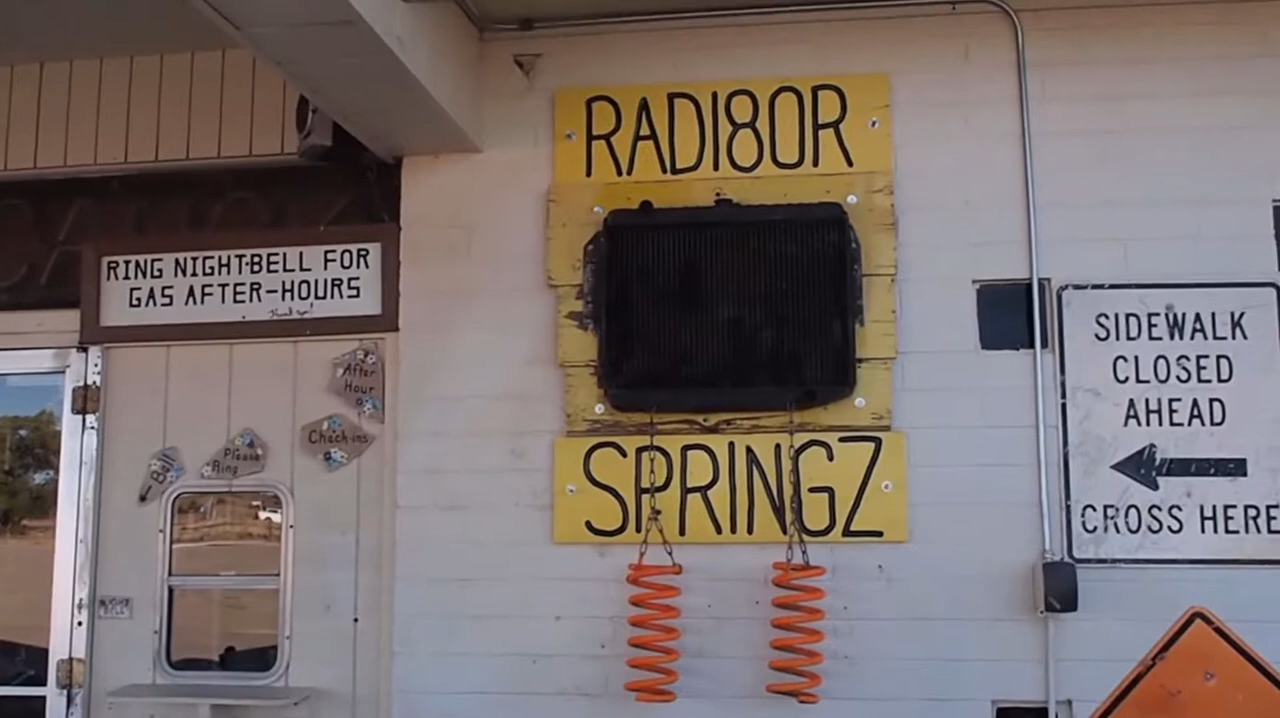 RADI8OR
SPRINGZ
RING NIGHT-BELL FOR
GAS AFTER-HOURS
After
Hour
Check-ins
Please
Ring
Bell
SIDEWALK
CLOSED
AHEAD
CROSS HERE